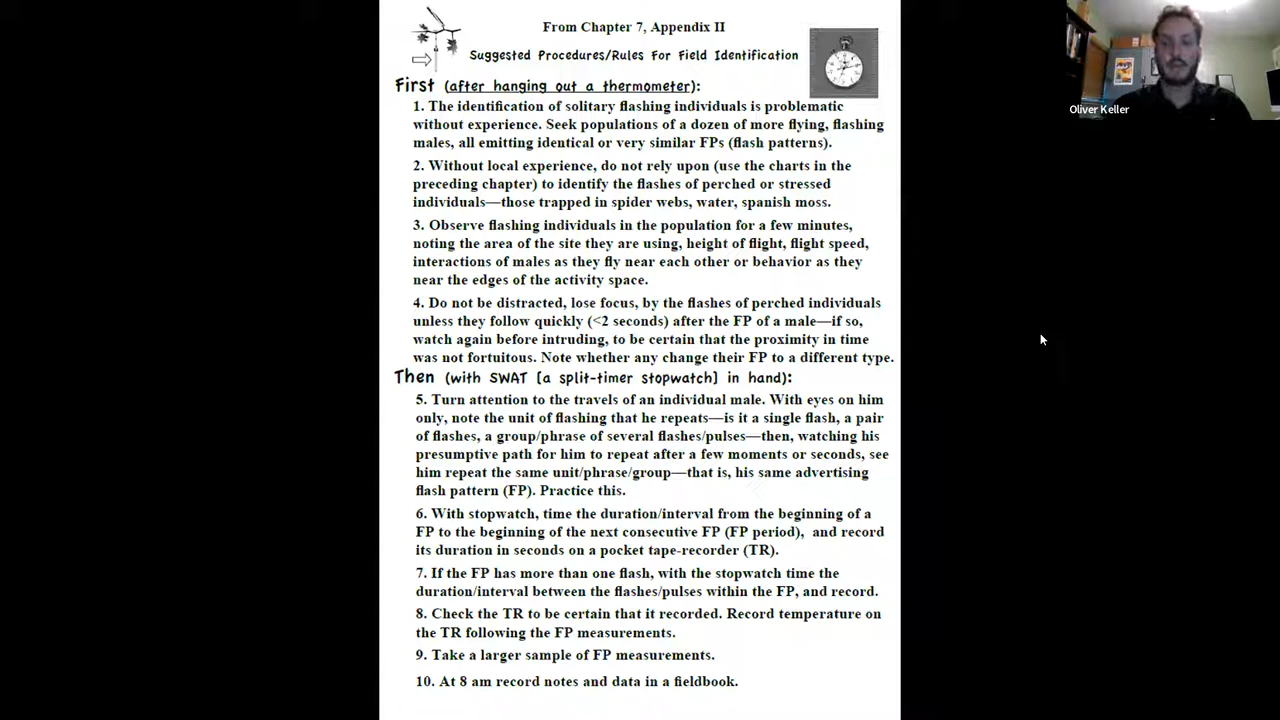 From Chapter 7, Appendix II
Suggested Procedures/Rules For Field Identification
First (after hanging out a thermometer):
1. The identification of solitary flashing individuals is problematic
without experience. Seek populations of a dozen of more flying, flashing
males, all emitting identical or very similar FPs (flash patterns).
2. Without local experience, do not rely upon (use the charts in the
preceding chapter) to identify the flashes of perched or stressed
individuals—those trapped in spider webs, water, spanish moss.
3. Observe flashing individuals in the population for a few minutes,
noting the area of the site they are using, height of flight, flight speed,
interactions of males as they fly near each other or behavior as they
near the edges of the activity space.
4. Do not be distracted, lose focus, by the flashes of perched individuals
unless they follow quickly (<2 seconds) after the FP of a male—if so,
watch again before intruding, to be certain that the proximity in time
was not fortuitous. Note whether any change their FP to a different type.
Then (with SWAT [a split-timer stopwatch] in hand):
5. Turn attention to the travels of an individual male. With eyes on him
only, note the unit of flashing that he repeats—is it a single flash, a pair
of flashes, a group/phrase of several flashes/pulses—then, watching his
presumptive path for him to repeat after a few moments or seconds, see
him repeat the same unit/phrase/group—that is, his same advertising
flash pattern (FP). Practice this.
6. With stopwatch, time the duration/interval from the beginning of a
FP to the beginning of the next consecutive FP (FP period), and record
its duration in seconds on a pocket tape-recorder (TR).
7. If the FP has more than one flash, with the stopwatch time the
duration/interval between the flashes/pulses within the FP, and record.
8. Check the TR to be certain that it recorded. Record temperature on
the TR following the FP measurements.
9. Take a larger sample of FP measurements.
10. At 8 am record notes and data in a fieldbook.
Oliver Keller